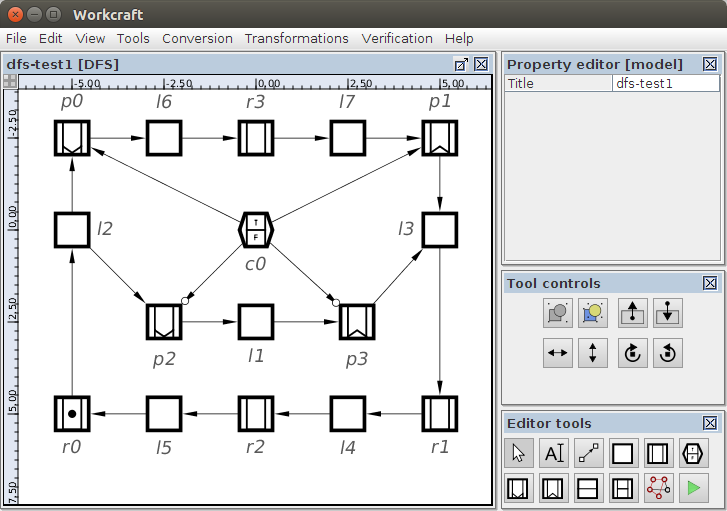 Workcraft
File Edit View Tools Conversion Transformations Verification Help
dfs-test1 [DFS]
-5,00 -2,50 0,00 2,50 5,00
-2,50
0,00
2,50
5,00
7,50
p0 l6 r3 l7 p1
l2 T F l3
c0
p2 l1 p3
r0 l5 r2 l4 r1
Property editor [model]
Title dfs-test1
Tool controls
Editor tools
A
T
F